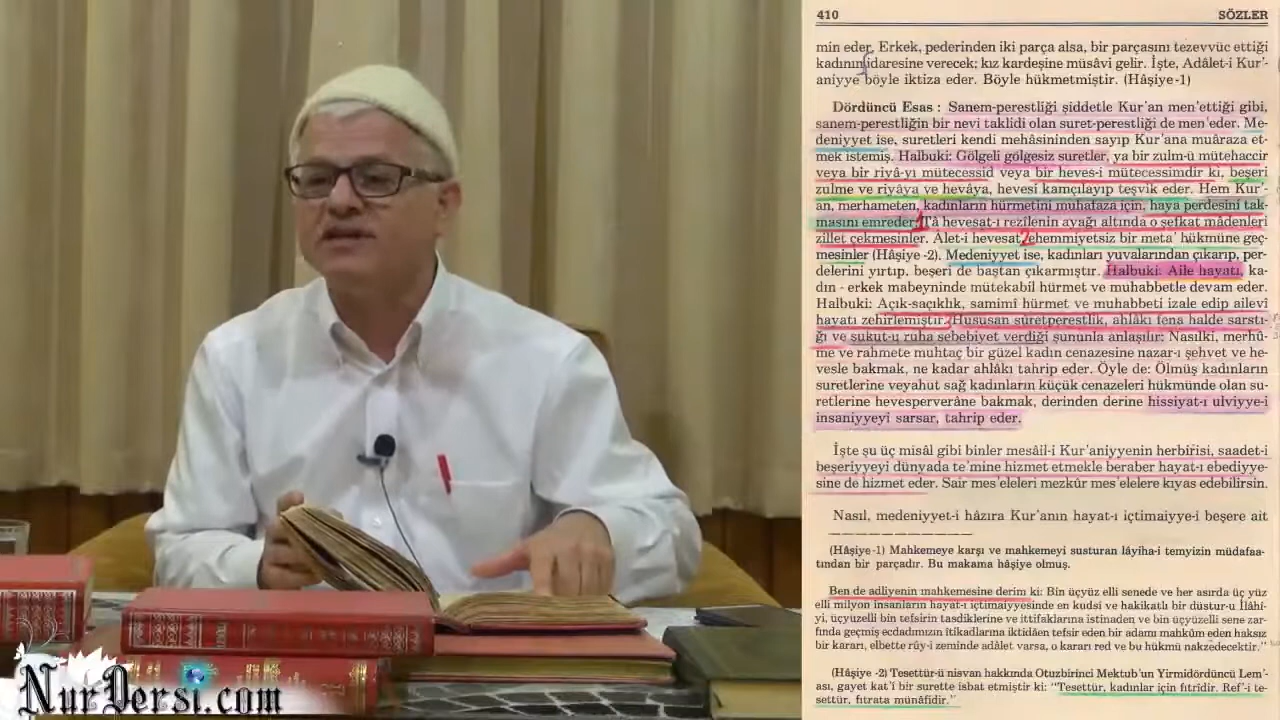 410 SÖZLER
min eder. Erkek, pederinden iki parça alsa, bir parçasını tezevvüc ettiği
kadının idaresine verecek; kız kardeşine müsâvi gelir. İşte, Adâlet-i Kur'-
aniyye böyle iktiza eder. Böyle hükmetmiştir. (Hâşiye-1)
Dördüncü Esas : Sanem-perestliği şiddetle Kur'an men'ettiği gibi,
sanem-perestliğin bir nevi taklidi olan suret-perestliği de men'eder. Me-
deniyyet ise, suretleri kendi mehâsininden sayıp Kur'ana muâraza et-
mek istemiş. Halbuki: Gölgeli gölgesiz suretler, ya bir zulm-ü mütehaccir
veya bir riyâ-yı mütecessid veya bir heves-i mütecessimdir ki, beşeri
zulme ve riyâya ve hevâya, hevesi kamçılayıp teşvik eder. Hem Kur'-
an, merhameten, kadınların hürmetini muhafaza için, haya perdesini tak-
masını emreder. 1 Tâ hevesat-ı rezîlenin ayağı altında o şefkat mâdenleri
zillet çekmesinler. Alet-i hevesat, 2 ehemmiyetsiz bir meta' hükmüne geç-
mesinler (Hâşiye -2). Medeniyyet ise, kadınları yuvalarından çıkarıp, per-
delerini yırtıp, beşeri de baştan çıkarmıştır. Halbuki: Aile hayatı, ka-
dın - erkek mabeyninde mütekabil hürmet ve muhabbetle devam eder.
Halbuki: Açık-saçıklık, samimî hürmet ve muhabbeti izale edip ailevî
hayatı zehirlemiştir. 3 Hususan sûretperestlik, ahlâkı fena halde sarstı-
ğı ve sukut-u ruha sebebiyet verdiği şununla anlaşılır: Nasılki, merhû-
me ve rahmete muhtaç bir güzel kadın cenazesine nazar-ı şehvet ve he-
vesle bakmak, ne kadar ahlâkı tahrip eder. Öyle de: Ölmüş kadınların
suretlerine veyahut sağ kadınların küçük cenazeleri hükmünde olan su-
retlerine hevesperverâne bakmak, derinden derine hissiyat-ı ulviyye-i
insaniyyeyi sarsar, tahrip eder.
İşte şu üç misâl gibi binler mesâil-i Kur'aniyyenin herbirisi, saadet-i
beşeriyyeyi dünyada te'mine hizmet etmekle beraber hayat-ı ebediyye-
sine de hizmet eder. Sair mes'eleleri mezkûr mes'elelere kıyas edebilirsin.
Nasıl, medeniyyet-i hâzıra Kur'anın hayat-ı içtimaiyye-i beşere ait
(Hâşiye-1) Mahkemeye karşı ve mahkemeyi susturan lâyiha-i temyizin müdafaa-
tından bir parçadır. Bu makama hâşiye olmuş.
Ben de adliyenin mahkemesine derim ki: Bin üçyüz elli senede ve her asırda üç yüz
elli milyon insanların hayat-ı içtimaiyyesinde en kudsi ve hakikatlı bir düstur-u İlâhi-
yi, üçyüzelli bin tefsirin tasdiklerine ve ittifaklarına istinaden ve bin üçyüzelli sene zar-
fında geçmiş ecdadımızın îtikadlarına iktidâen tefsir eden bir adamı mahkûm eden haksız
bir kararı, elbette rûy-i zeminde adâlet varsa, o kararı red ve bu hükmü nakzedecektir."
(Hâşiye -2) Tesettür-ü nisvan hakkında Otuzbirinci Mektub'un Yirmidördüncü Lem'-
ası, gayet kat'î bir surette isbat etmiştir ki: "Tesettür, kadınlar için fıtrîdir. Ref'-i te-
settür, fıtrata münâfidir."
NurDersi.com